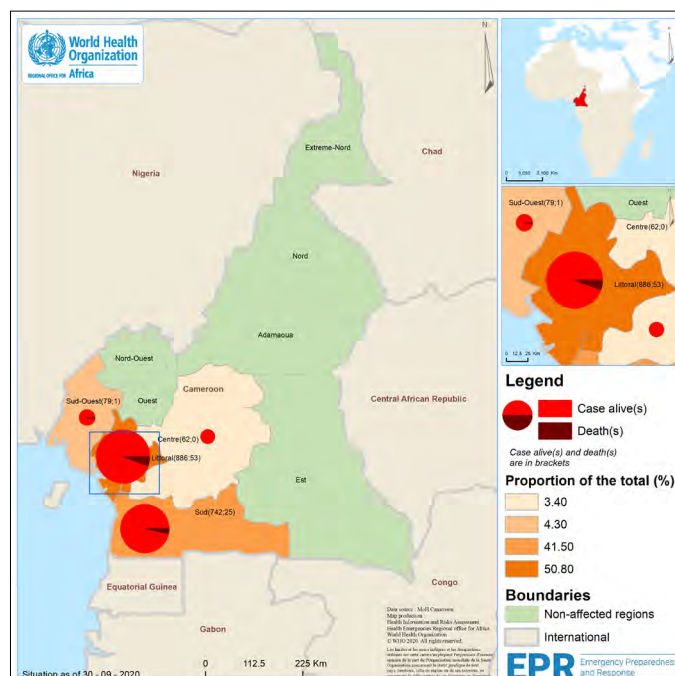 World Health
Organization
REGIONAL OFFICE FOR Africa
N
Extreme-Nord
Chad
Nigeria
Nord
Adamaoua
Nord-Ouest
Cameroon
Central African Republic
Sud-Ouest(79;1)
Ouest
Centre(62;0)
Littoral(886;53)
Est
Sud(742;25)
Equatorial Guinea
Congo
Gabon
Data source : MoH Cameroon
Map production :
Health Information and Risks Assessment
Health Emergencies Regional office for Africa
World Health Organization
© WHO 2020. All rights reserved.
Situation as of 30 - 09 - 2020
0 112.5 225 Km
Sud-Ouest(79;1)
Ouest
Centre(62;0)
Littoral(886;53)
0 12.5 25 Km
Legend
Case alive(s)
Death(s)
Case alive(s) and death(s)
are in brackets
Proportion of the total (%)
3.40
4.30
41.50
50.80
Boundaries
Non-affected regions
International
EPR Emergency Preparedness
and Response